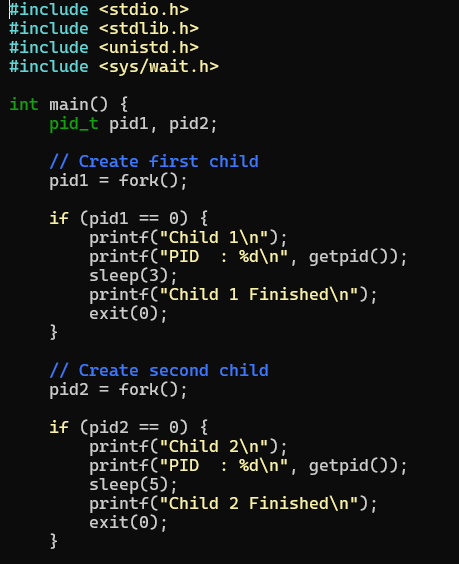 #include <stdio.h>
#include <stdlib.h>
#include <unistd.h>
#include <sys/wait.h>

int main() {
    pid_t pid1, pid2;

    // Create first child
    pid1 = fork();

    if (pid1 == 0) {
        printf("Child 1\n");
        printf("PID  : %d\n", getpid());
        sleep(3);
        printf("Child 1 Finished\n");
        exit(0);
    }

    // Create second child
    pid2 = fork();

    if (pid2 == 0) {
        printf("Child 2\n");
        printf("PID  : %d\n", getpid());
        sleep(5);
        printf("Child 2 Finished\n");
        exit(0);
    }